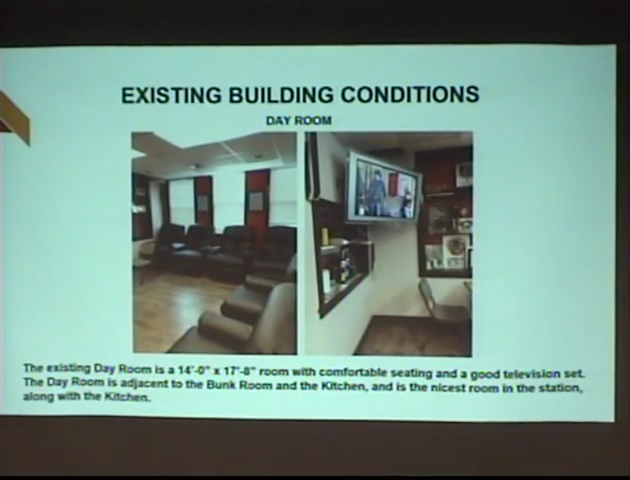 EXISTING BUILDING CONDITIONS
DAY ROOM
The existing Day Room is a 14'-0" x 17'-8" room with comfortable seating and a good television set.
The Day Room is adjacent to the Bunk Room and the Kitchen, and is the nicest room in the station,
along with the Kitchen.